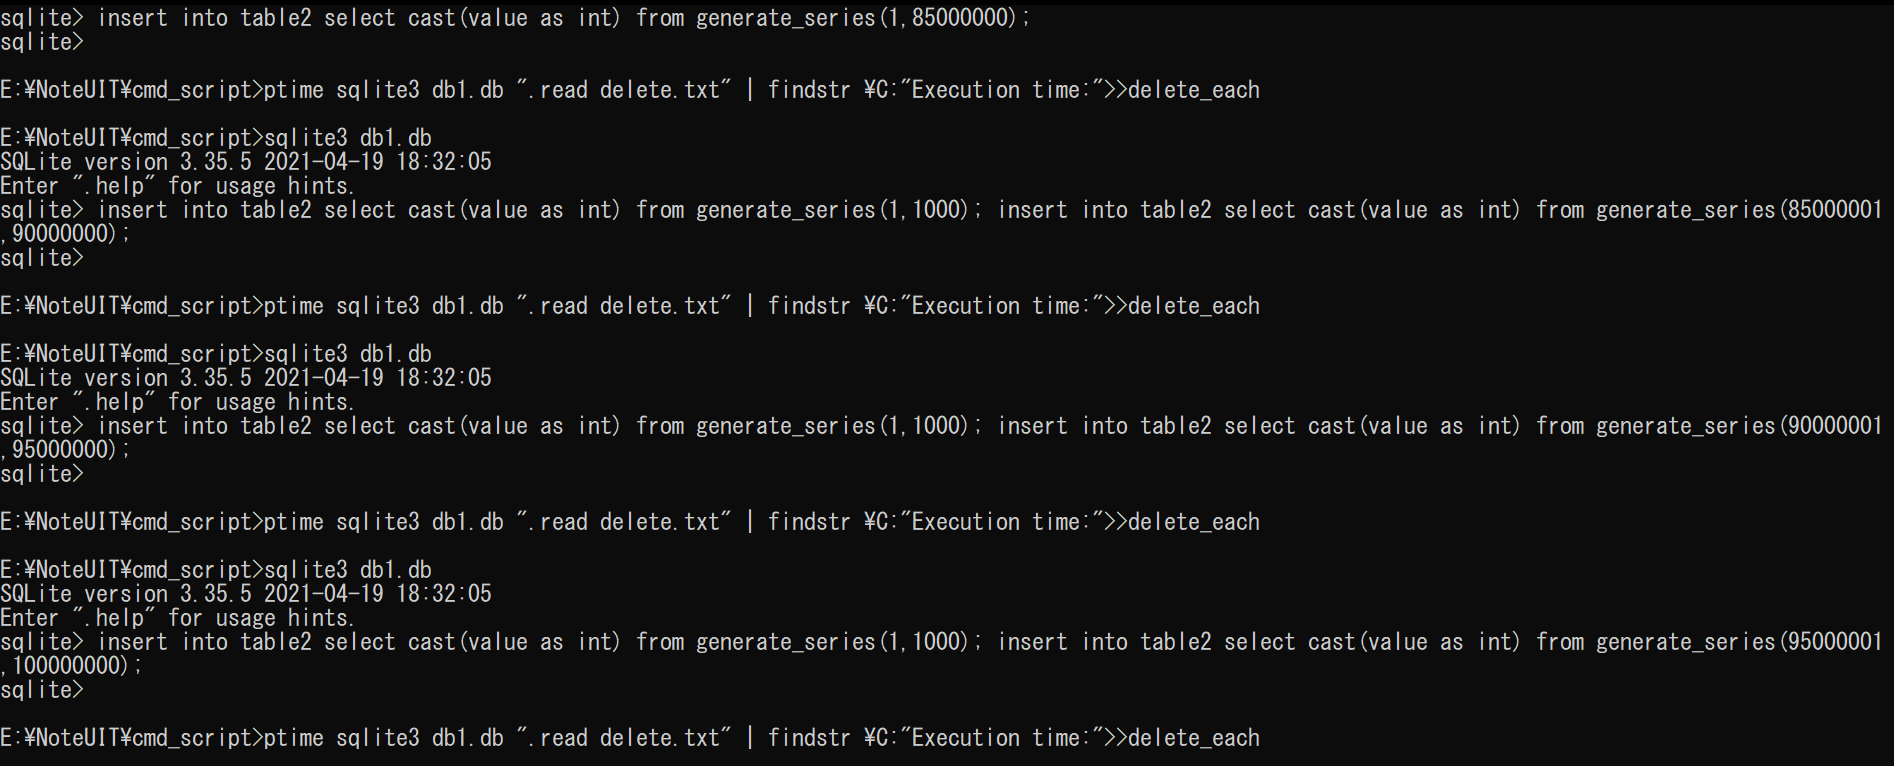 sqlite> insert into table2 select cast(value as int) from generate_series(1,85000000);
sqlite>
E:¥NoteUIT¥cmd_script>ptime sqlite3 db1.db ".read delete.txt" | findstr ¥C:"Execution time:">>delete_each
E:¥NoteUIT¥cmd_script>sqlite3 db1.db
SQLite version 3.35.5 2021-04-19 18:32:05
Enter ".help" for usage hints.
sqlite> insert into table2 select cast(value as int) from generate_series(1,1000); insert into table2 select cast(value as int) from generate_series(85000001
,90000000);
sqlite>
E:¥NoteUIT¥cmd_script>ptime sqlite3 db1.db ".read delete.txt" | findstr ¥C:"Execution time:">>delete_each
E:¥NoteUIT¥cmd_script>sqlite3 db1.db
SQLite version 3.35.5 2021-04-19 18:32:05
Enter ".help" for usage hints.
sqlite> insert into table2 select cast(value as int) from generate_series(1,1000); insert into table2 select cast(value as int) from generate_series(90000001
,95000000);
sqlite>
E:¥NoteUIT¥cmd_script>ptime sqlite3 db1.db ".read delete.txt" | findstr ¥C:"Execution time:">>delete_each
E:¥NoteUIT¥cmd_script>sqlite3 db1.db
SQLite version 3.35.5 2021-04-19 18:32:05
Enter ".help" for usage hints.
sqlite> insert into table2 select cast(value as int) from generate_series(1,1000); insert into table2 select cast(value as int) from generate_series(95000001
,100000000);
sqlite>
E:¥NoteUIT¥cmd_script>ptime sqlite3 db1.db ".read delete.txt" | findstr ¥C:"Execution time:">>delete_each